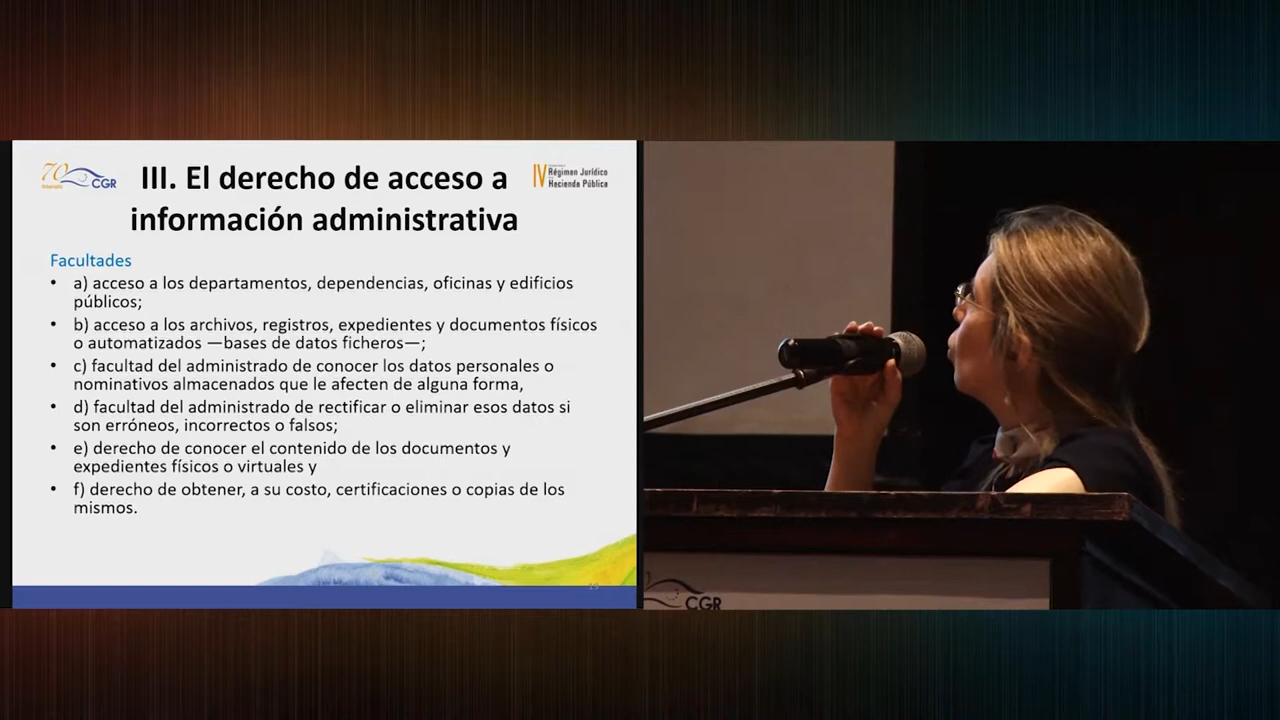 70
CGR
III. El derecho de acceso a
información administrativa
IV
Régimen Jurídico
Hacienda Pública
Facultades
• a) acceso a los departamentos, dependencias, oficinas y edificios
públicos;
• b) acceso a los archivos, registros, expedientes y documentos físicos
o automatizados —bases de datos ficheros—;
• c) facultad del administrado de conocer los datos personales o
nominativos almacenados que le afecten de alguna forma,
• d) facultad del administrado de rectificar o eliminar esos datos si
son erróneos, incorrectos o falsos;
• e) derecho de conocer el contenido de los documentos y
expedientes físicos o virtuales y
• f) derecho de obtener, a su costo, certificaciones o copias de los
mismos.
CGR